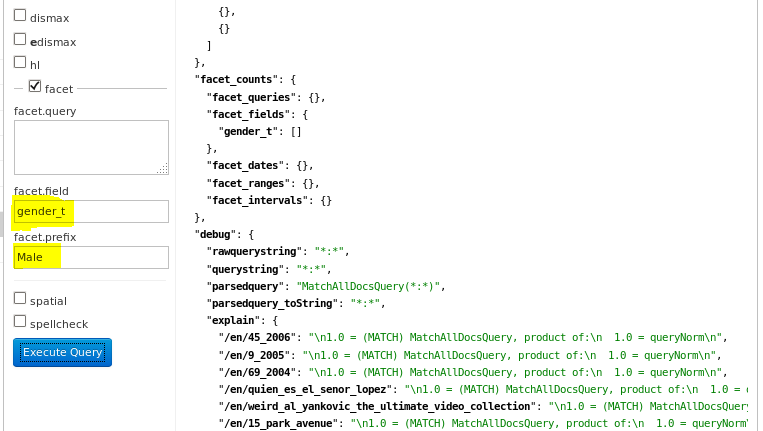 dismax
edismax
hl
facet
facet.query
facet.field
gender_t
facet.prefix
Male
spatial
spellcheck
Execute Query
{},
{}
]
},
"facet_counts": {
"facet_queries": {},
"facet_fields": {
"gender_t": []
},
"facet_dates": {},
"facet_ranges": {},
"facet_intervals": {}
},
"debug": {
"rawquerystring": "*:*",
"querystring": "*:*",
"parsedquery": "MatchAllDocsQuery(*:*)",
"parsedquery_toString": "*:*",
"explain": {
"/en/45_2006": "\n1.0 = (MATCH) MatchAllDocsQuery, product of:\n  1.0 = queryNorm\n",
"/en/9_2005": "\n1.0 = (MATCH) MatchAllDocsQuery, product of:\n  1.0 = queryNorm\n",
"/en/69_2004": "\n1.0 = (MATCH) MatchAllDocsQuery, product of:\n  1.0 = queryNorm\n",
"/en/quien_es_el_senor_lopez": "\n1.0 = (MATCH) MatchAllDocsQuery, product of:\n  1.0 =
"/en/weird_al_yankovic_the_ultimate_video_collection": "\n1.0 = (MATCH) MatchAllDocsQuery
"/en/15_park_avenue": "\n1.0 = (MATCH) MatchAllDocsQuery, product of:\n  1.0 = queryNorm\